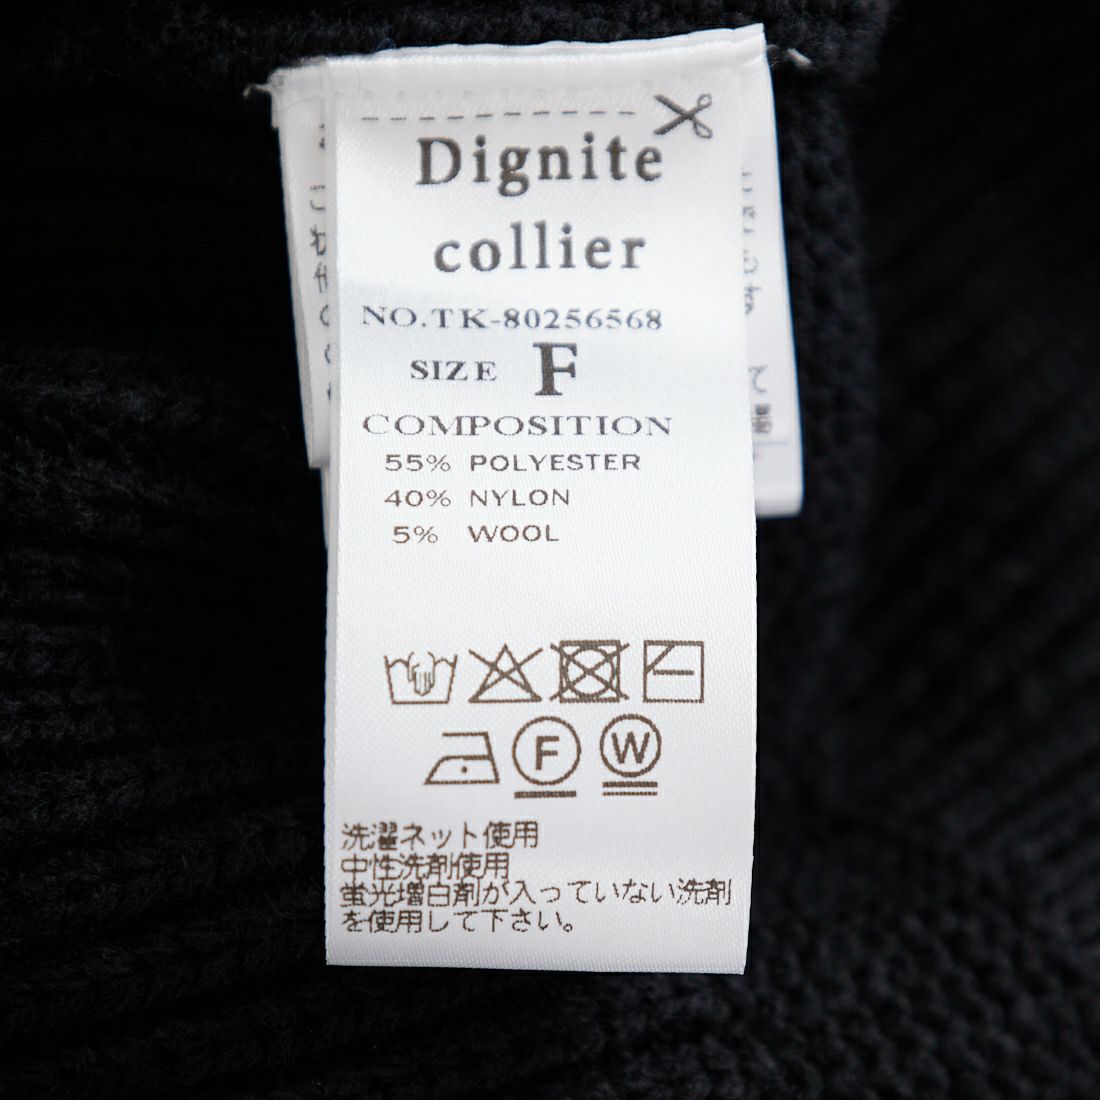 Dignite
collier
NO.TK-80256568
SIZE F
COMPOSITION
55% POLYESTER
40% NYLON
5% WOOL
F W
洗濯ネット使用
中性洗剤使用
蛍光増白剤が入っていない洗剤
を使用して下さい。